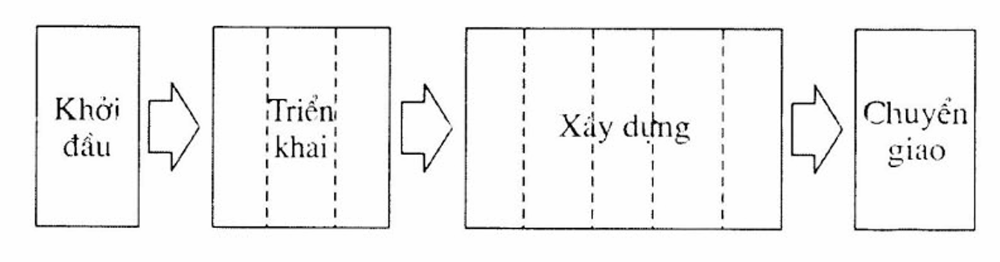 Khởi
đầu
Triển
khai
Xây dựng
Chuyển
giao